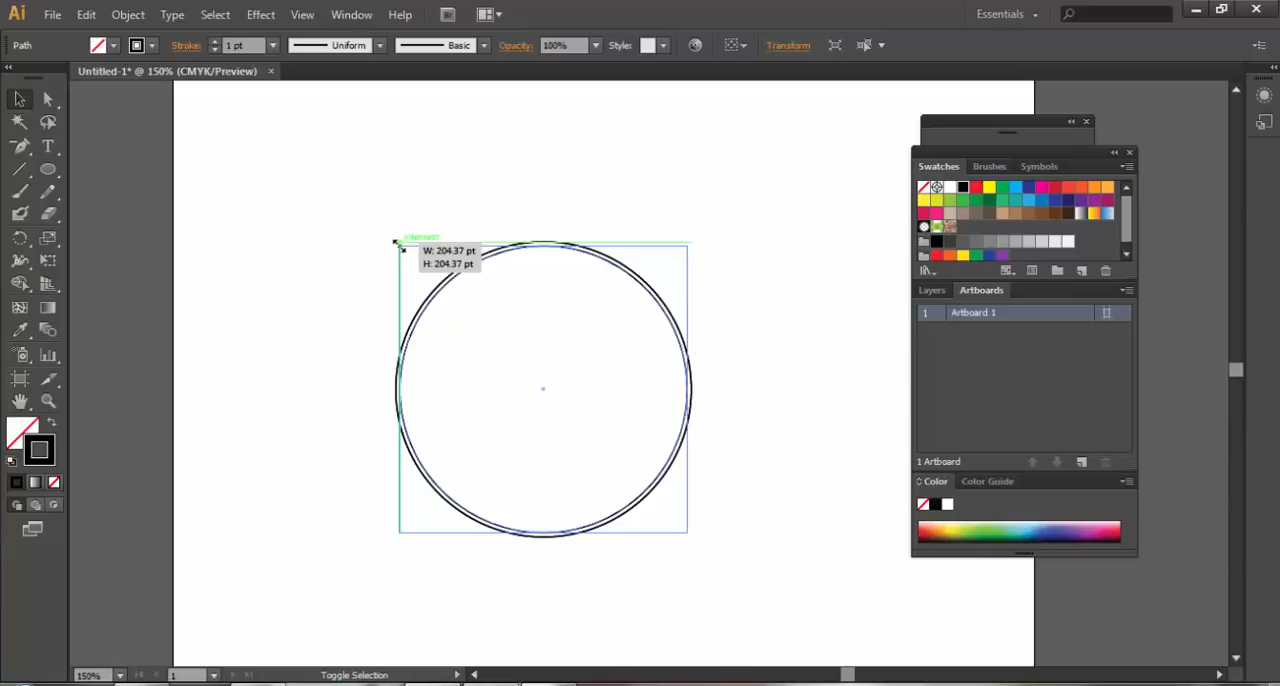 Ai File Edit Object Type Select Effect View Window Help Essentials
Path Stroke: 1 pt Uniform Basic Opacity: 100% Style: Transform
Untitled-1* @ 150% (CMYK/Preview)
Swatches Brushes Symbols
intersect
W: 204.37 pt
H: 204.37 pt
Layers Artboards
1 Artboard 1
1 Artboard
Color Color Guide
150% 1 Toggle Selection